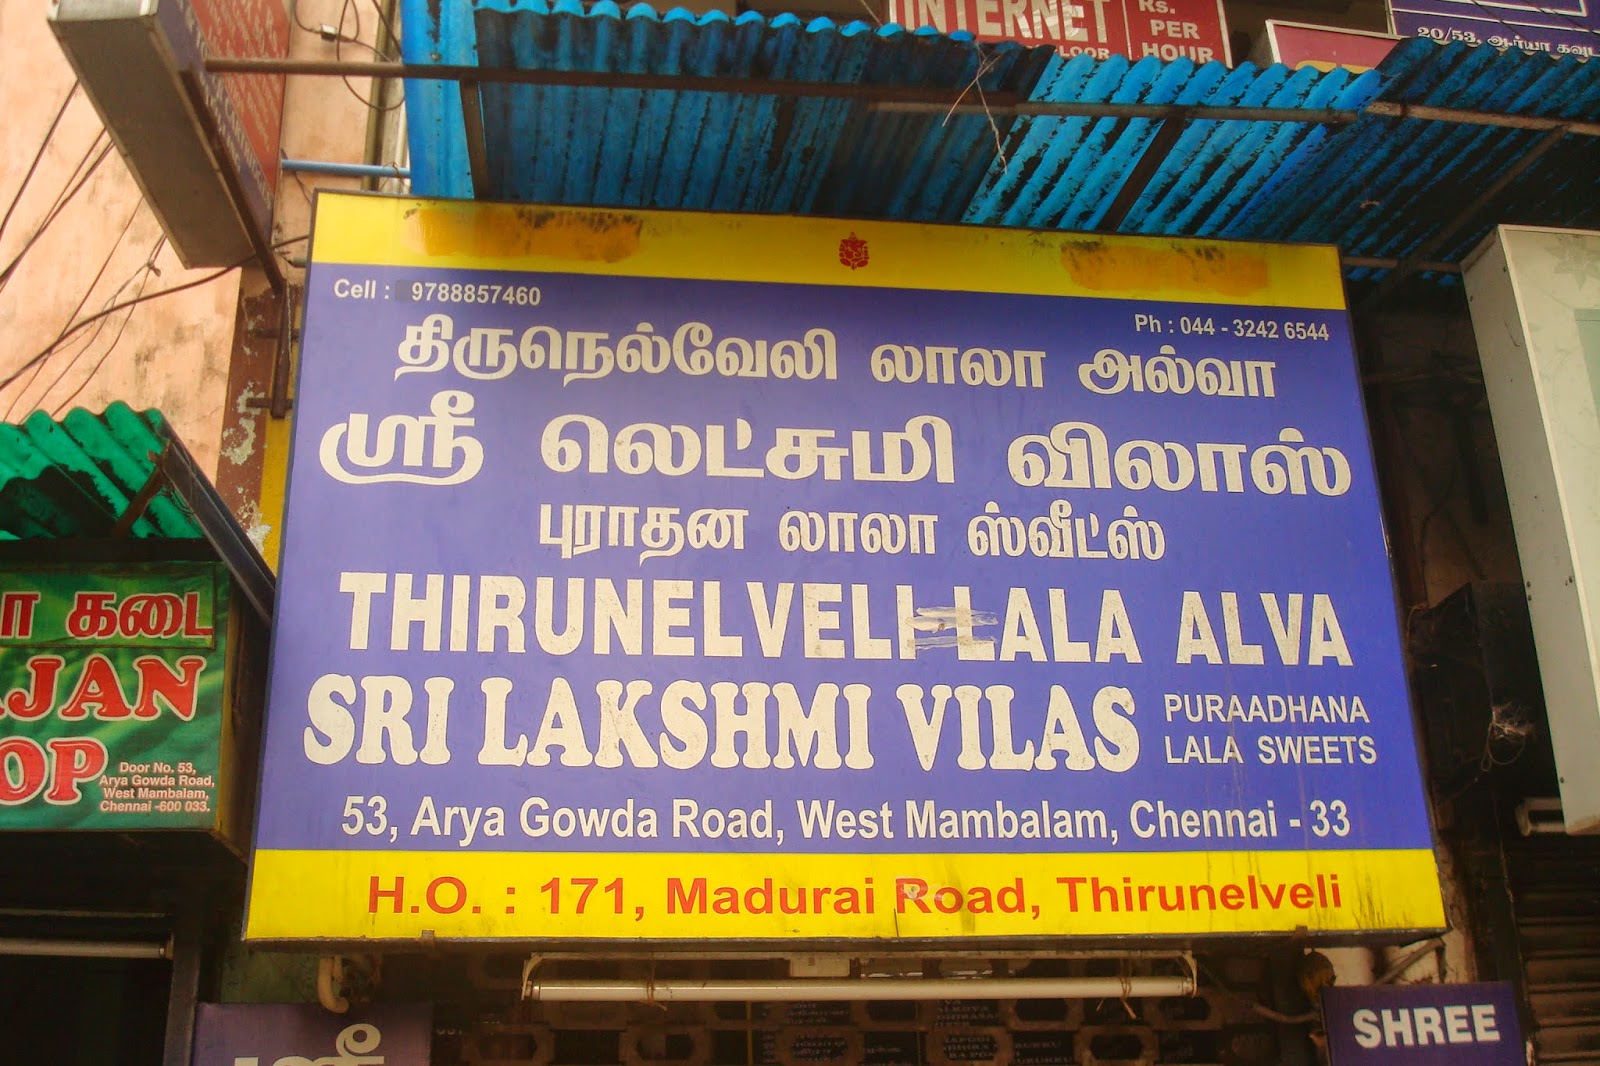 INTERNET
Rs.
PER
HOUR
20/53, ஆர்யா கவுட
Cell : 9788857460
Ph : 044 - 3242 6544
திருநெல்வேலி லாலா அல்வா
ஸ்ரீ லெட்சுமி விலாஸ்
புராதன லாலா ஸ்வீட்ஸ்
THIRUNELVELI LALA ALVA
SRI LAKSHMI VILAS
PURAADHANA
LALA SWEETS
53, Arya Gowda Road, West Mambalam, Chennai - 33
H.O. : 171, Madurai Road, Thirunelveli
கடை
JAN
OP
Door No. 53,
Arya Gowda Road,
West Mambalam,
Chennai -600 033.
SHREE